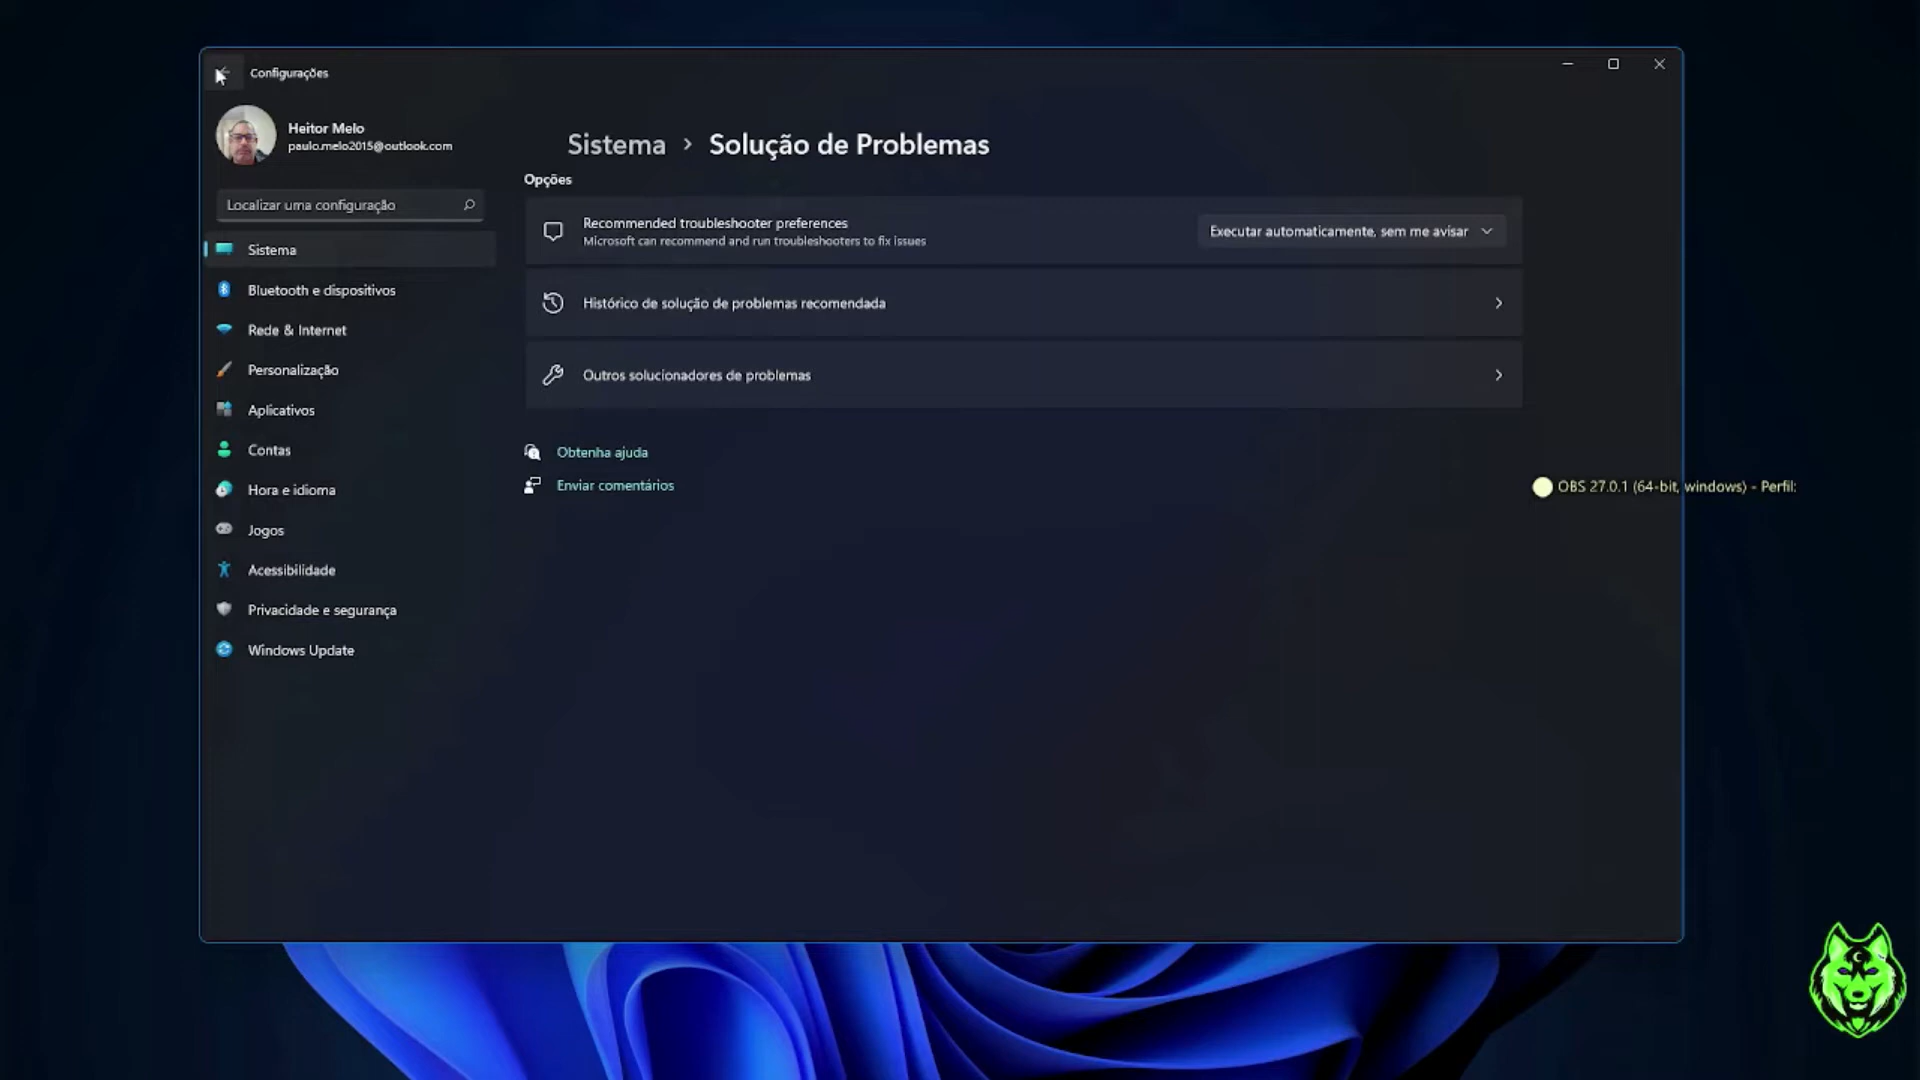 Configurações
Heitor Melo
paulo.melo2015@outlook.com
Localizar uma configuração
Sistema
Bluetooth e dispositivos
Rede & Internet
Personalização
Aplicativos
Contas
Hora e idioma
Jogos
Acessibilidade
Privacidade e segurança
Windows Update
Sistema > Solução de Problemas
Opções
Recommended troubleshooter preferences
Microsoft can recommend and run troubleshooters to fix issues
Executar automaticamente, sem me avisar
Histórico de solução de problemas recomendada
Outros solucionadores de problemas
Obtenha ajuda
Enviar comentários
OBS 27.0.1 (64-bit, windows) - Perfil: